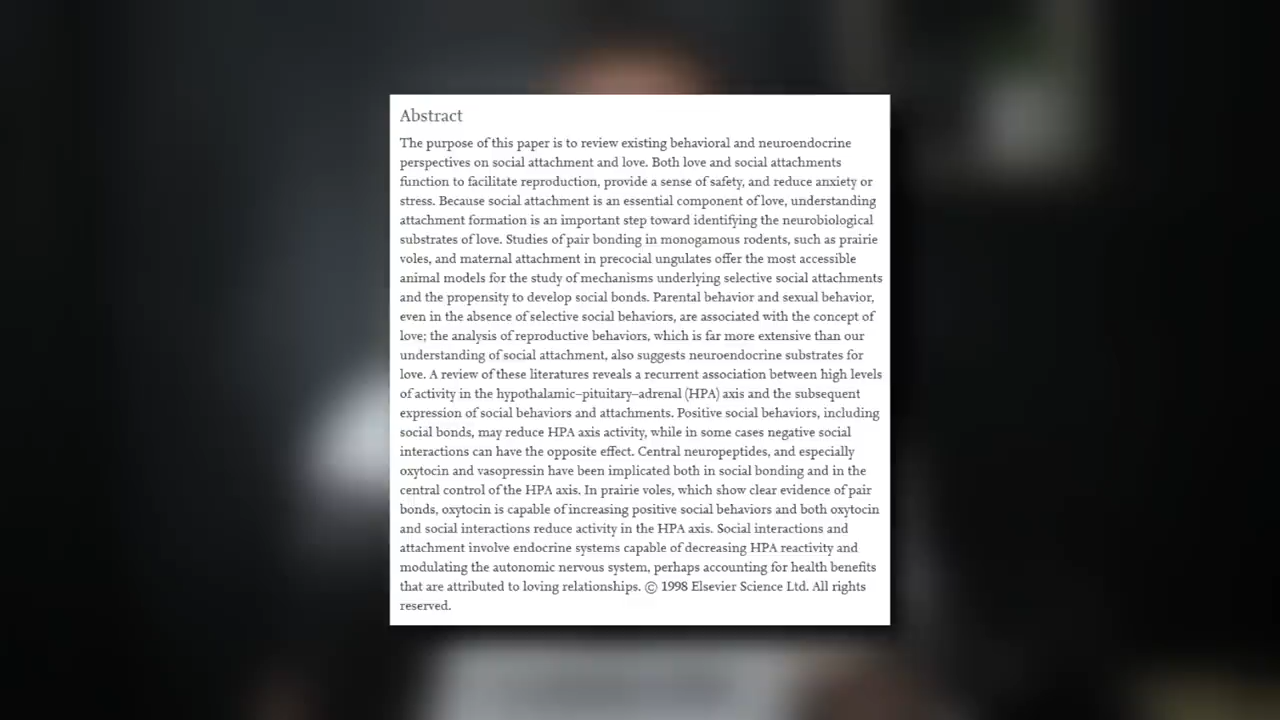 Abstract
The purpose of this paper is to review existing behavioral and neuroendocrine
perspectives on social attachment and love. Both love and social attachments
function to facilitate reproduction, provide a sense of safety, and reduce anxiety or
stress. Because social attachment is an essential component of love, understanding
attachment formation is an important step toward identifying the neurobiological
substrates of love. Studies of pair bonding in monogamous rodents, such as prairie
voles, and maternal attachment in precocial ungulates offer the most accessible
animal models for the study of mechanisms underlying selective social attachments
and the propensity to develop social bonds. Parental behavior and sexual behavior,
even in the absence of selective social behaviors, are associated with the concept of
love; the analysis of reproductive behaviors, which is far more extensive than our
understanding of social attachment, also suggests neuroendocrine substrates for
love. A review of these literatures reveals a recurrent association between high levels
of activity in the hypothalamic–pituitary–adrenal (HPA) axis and the subsequent
expression of social behaviors and attachments. Positive social behaviors, including
social bonds, may reduce HPA axis activity, while in some cases negative social
interactions can have the opposite effect. Central neuropeptides, and especially
oxytocin and vasopressin have been implicated both in social bonding and in the
central control of the HPA axis. In prairie voles, which show clear evidence of pair
bonds, oxytocin is capable of increasing positive social behaviors and both oxytocin
and social interactions reduce activity in the HPA axis. Social interactions and
attachment involve endocrine systems capable of decreasing HPA reactivity and
modulating the autonomic nervous system, perhaps accounting for health benefits
that are attributed to loving relationships. © 1998 Elsevier Science Ltd. All rights
reserved.